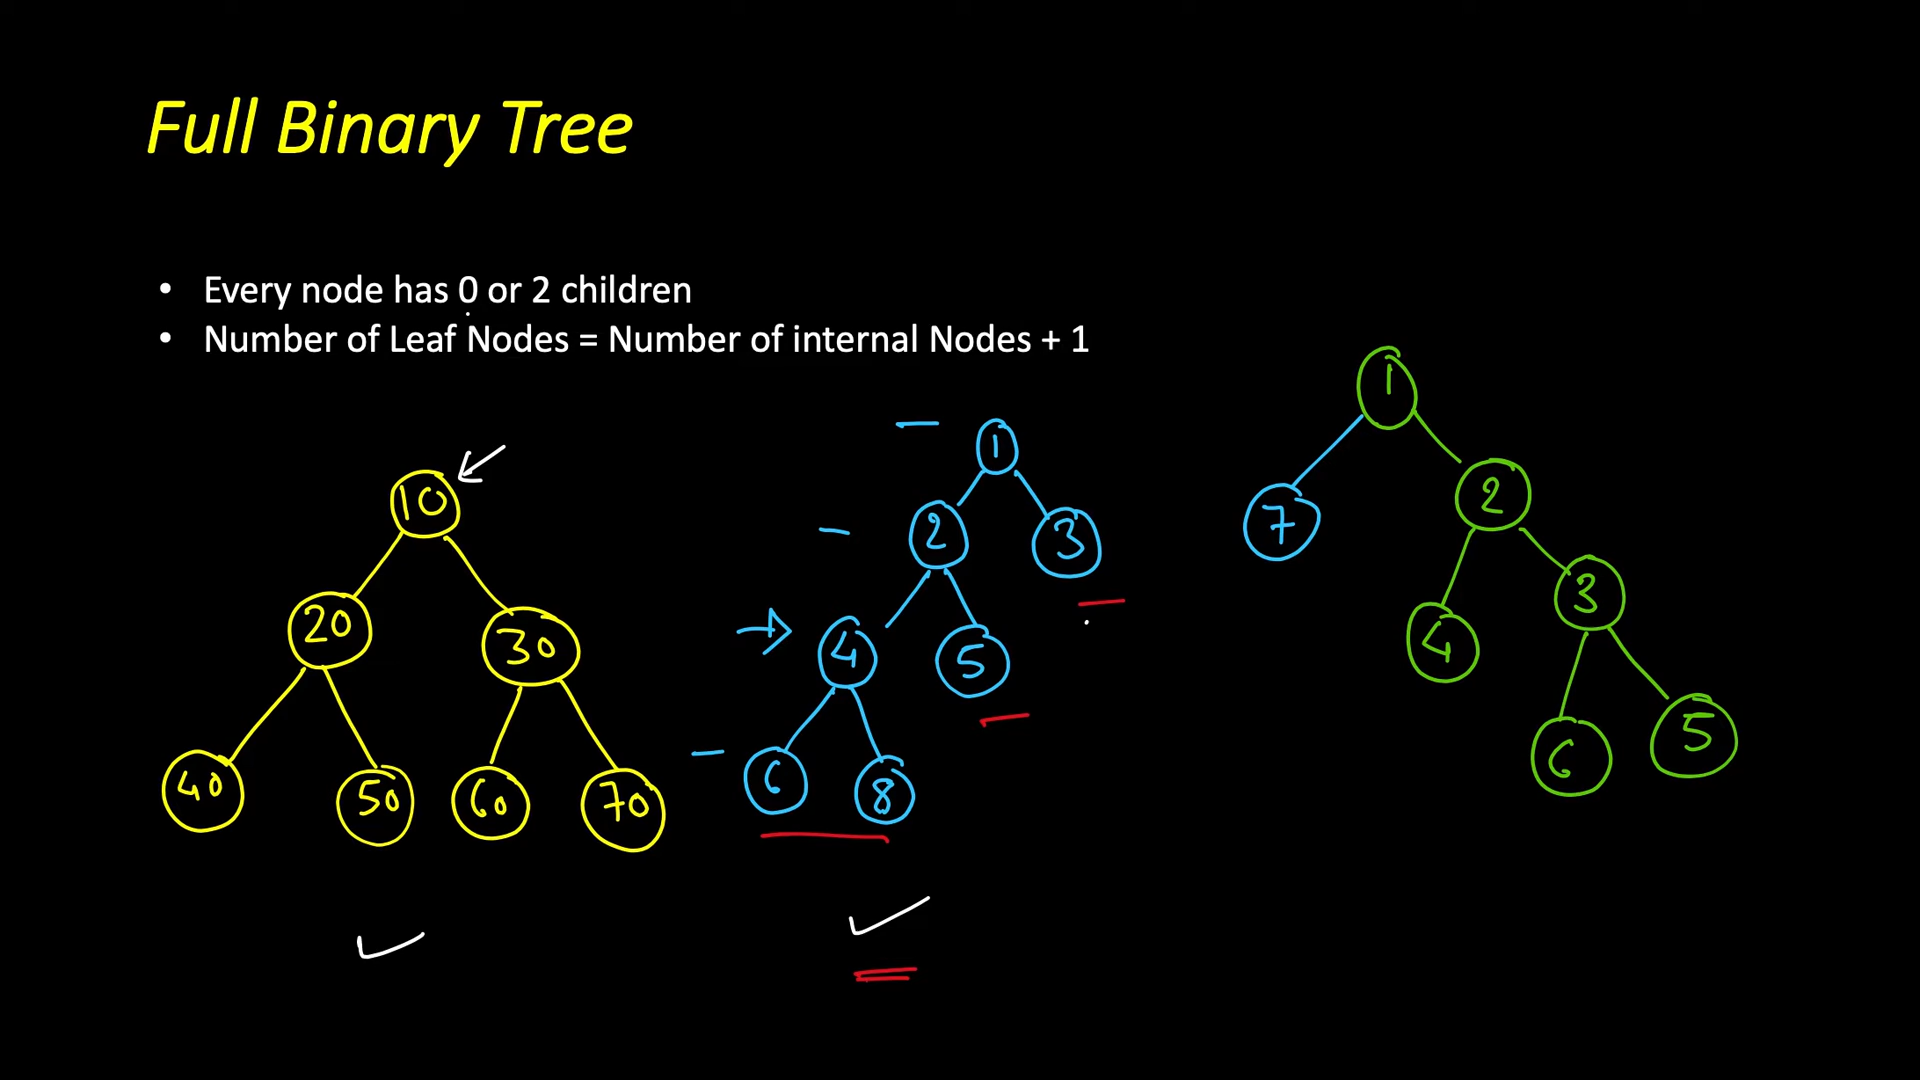 Full Binary Tree
• Every node has 0 or 2 children
• Number of Leaf Nodes = Number of internal Nodes + 1
10
20 30
40 50 60 70
1
2 3
4 5
6 8
1
7 2
4 3
6 5